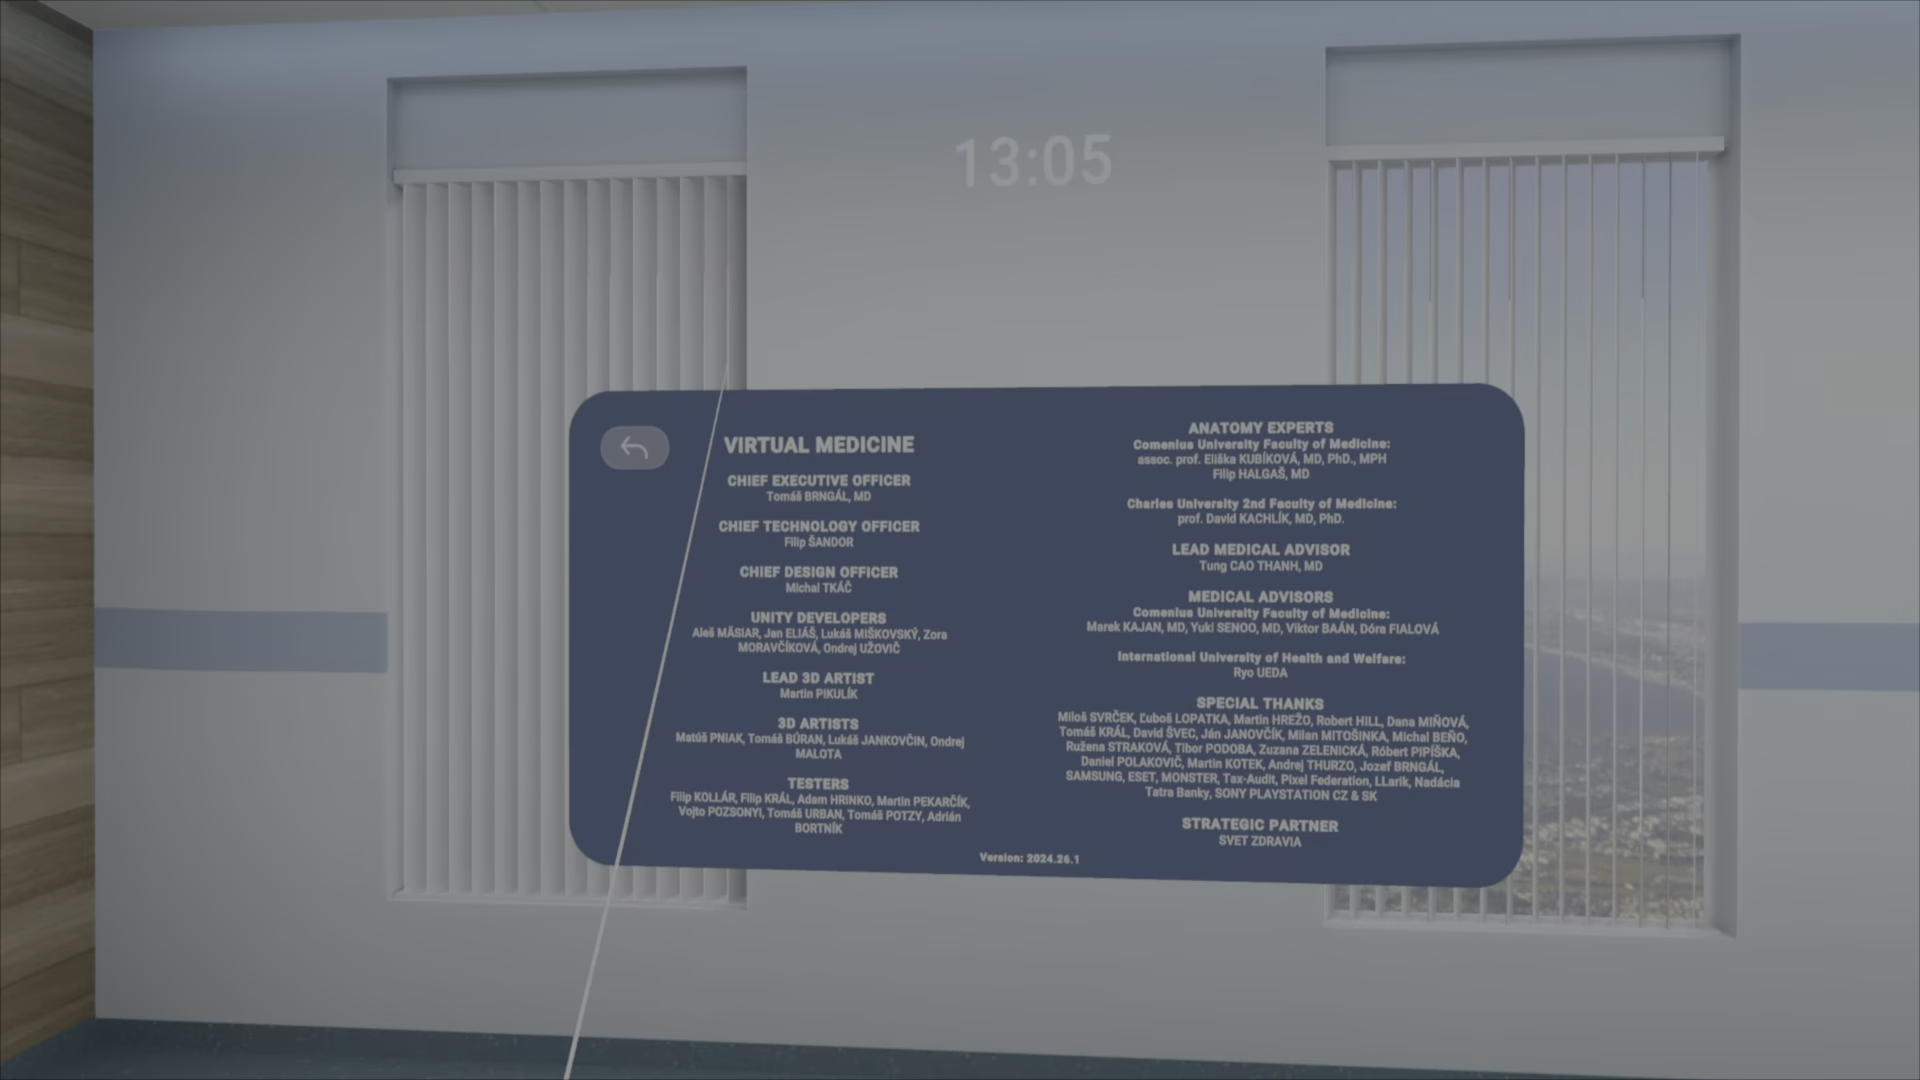 13:05
VIRTUAL MEDICINE
CHIEF EXECUTIVE OFFICER
Tomáš BRNGÁL, MD
CHIEF TECHNOLOGY OFFICER
Filip ŠANDOR
CHIEF DESIGN OFFICER
Michal TKÁČ
UNITY DEVELOPERS
Aleš MÄSIAR, Jan ELIÁŠ, Lukáš MIŠKOVSKÝ, Zora
MORAVČÍKOVÁ, Ondrej UŽOVIČ
LEAD 3D ARTIST
Martin PIKULÍK
3D ARTISTS
Matúš PNIAK, Tomáš BÚRAN, Lukáš JANKOVČIN, Ondrej
MALOTA
TESTERS
Filip KOLLÁR, Filip KRÁL, Adam HRINKO, Martin PEKARČÍK,
Vojto POZSONYI, Tomáš URBAN, Tomáš POTZY, Adrián
BORTNÍK
ANATOMY EXPERTS
Comenius University Faculty of Medicine:
assoc. prof. Eliška KUBÍKOVÁ, MD, PhD., MPH
Filip HALGAŠ, MD
Charles University 2nd Faculty of Medicine:
prof. David KACHLÍK, MD, PhD.
LEAD MEDICAL ADVISOR
Tung CAO THANH, MD
MEDICAL ADVISORS
Comenius University Faculty of Medicine:
Marek KAJAN, MD, Yuki SENOO, MD, Viktor BAÁN, Dóra FIALOVÁ
International University of Health and Welfare:
Ryo UEDA
SPECIAL THANKS
Miloš SVRČEK, Ľuboš LOPATKA, Martin HREŽO, Robert HILL, Dana MIŇOVÁ,
Tomáš KRÁL, David ŠVEC, Ján JANOVČÍK, Milan MITOŠINKA, Michal BEŇO,
Ružena STRAKOVÁ, Tibor PODOBA, Zuzana ZELENICKÁ, Róbert PIPÍŠKA,
Daniel POLAKOVIČ, Martin KOTEK, Andrej THURZO, Jozef BRNGÁL,
SAMSUNG, ESET, MONSTER, Tax-Audit, Pixel Federation, LLarik, Nadácia
Tatra Banky, SONY PLAYSTATION CZ & SK
STRATEGIC PARTNER
SVET ZDRAVIA
Version: 2024.26.1